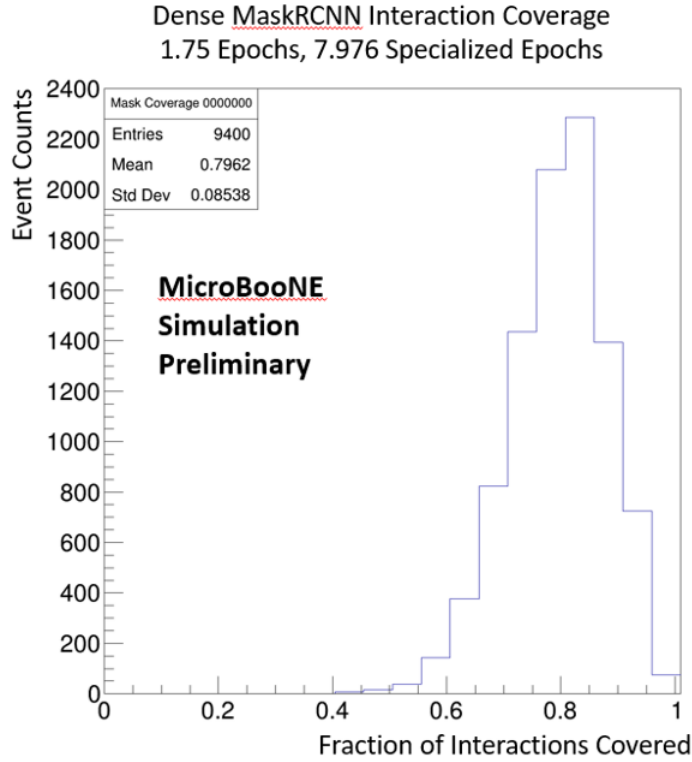 Dense MaskRCNN Interaction Coverage
1.75 Epochs, 7.976 Specialized Epochs
Event Counts
2400
2200
2000
1800
1600
1400
1200
1000
800
600
400
200
0
Mask Coverage 0000000
Entries 9400
Mean 0.7962
Std Dev 0.08538
MicroBooNE
Simulation
Preliminary
0 0.2 0.4 0.6 0.8 1
Fraction of Interactions Covered